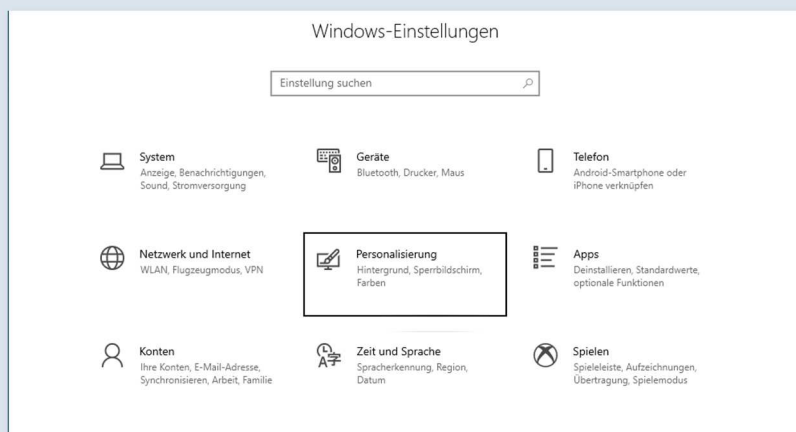 Windows-Einstellungen
Einstellung suchen
System
Anzeige, Benachrichtigungen,
Sound, Stromversorgung
Geräte
Bluetooth, Drucker, Maus
Telefon
Android-Smartphone oder
iPhone verknüpfen
Netzwerk und Internet
WLAN, Flugzeugmodus, VPN
Personalisierung
Hintergrund, Sperrbildschirm,
Farben
Apps
Deinstallieren, Standardwerte,
optionale Funktionen
Konten
Ihre Konten, E-Mail-Adresse,
Synchronisieren, Arbeit, Familie
Zeit und Sprache
Spracherkennung, Region,
Datum
Spielen
Spieleleiste, Aufzeichnungen,
Übertragung, Spielemodus